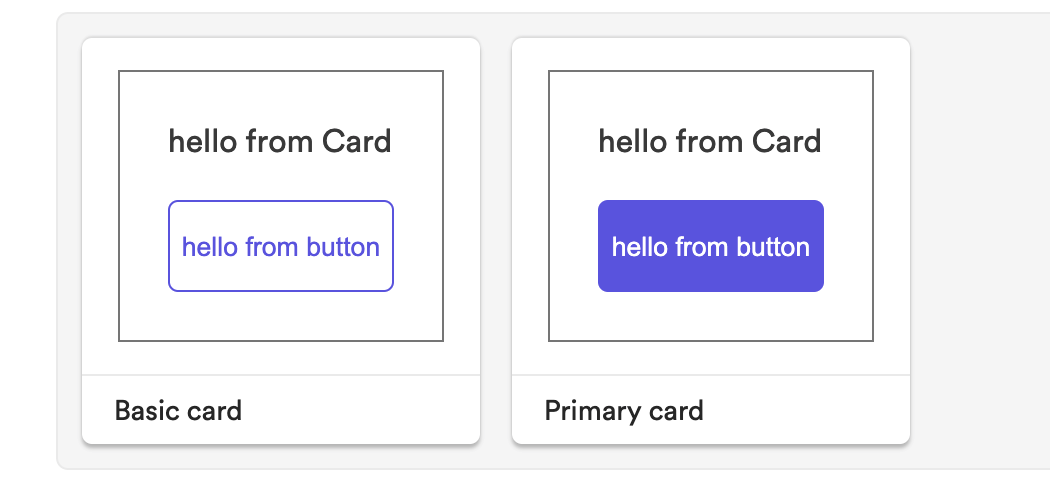 hello from Card
hello from button
Basic card
hello from Card
hello from button
Primary card